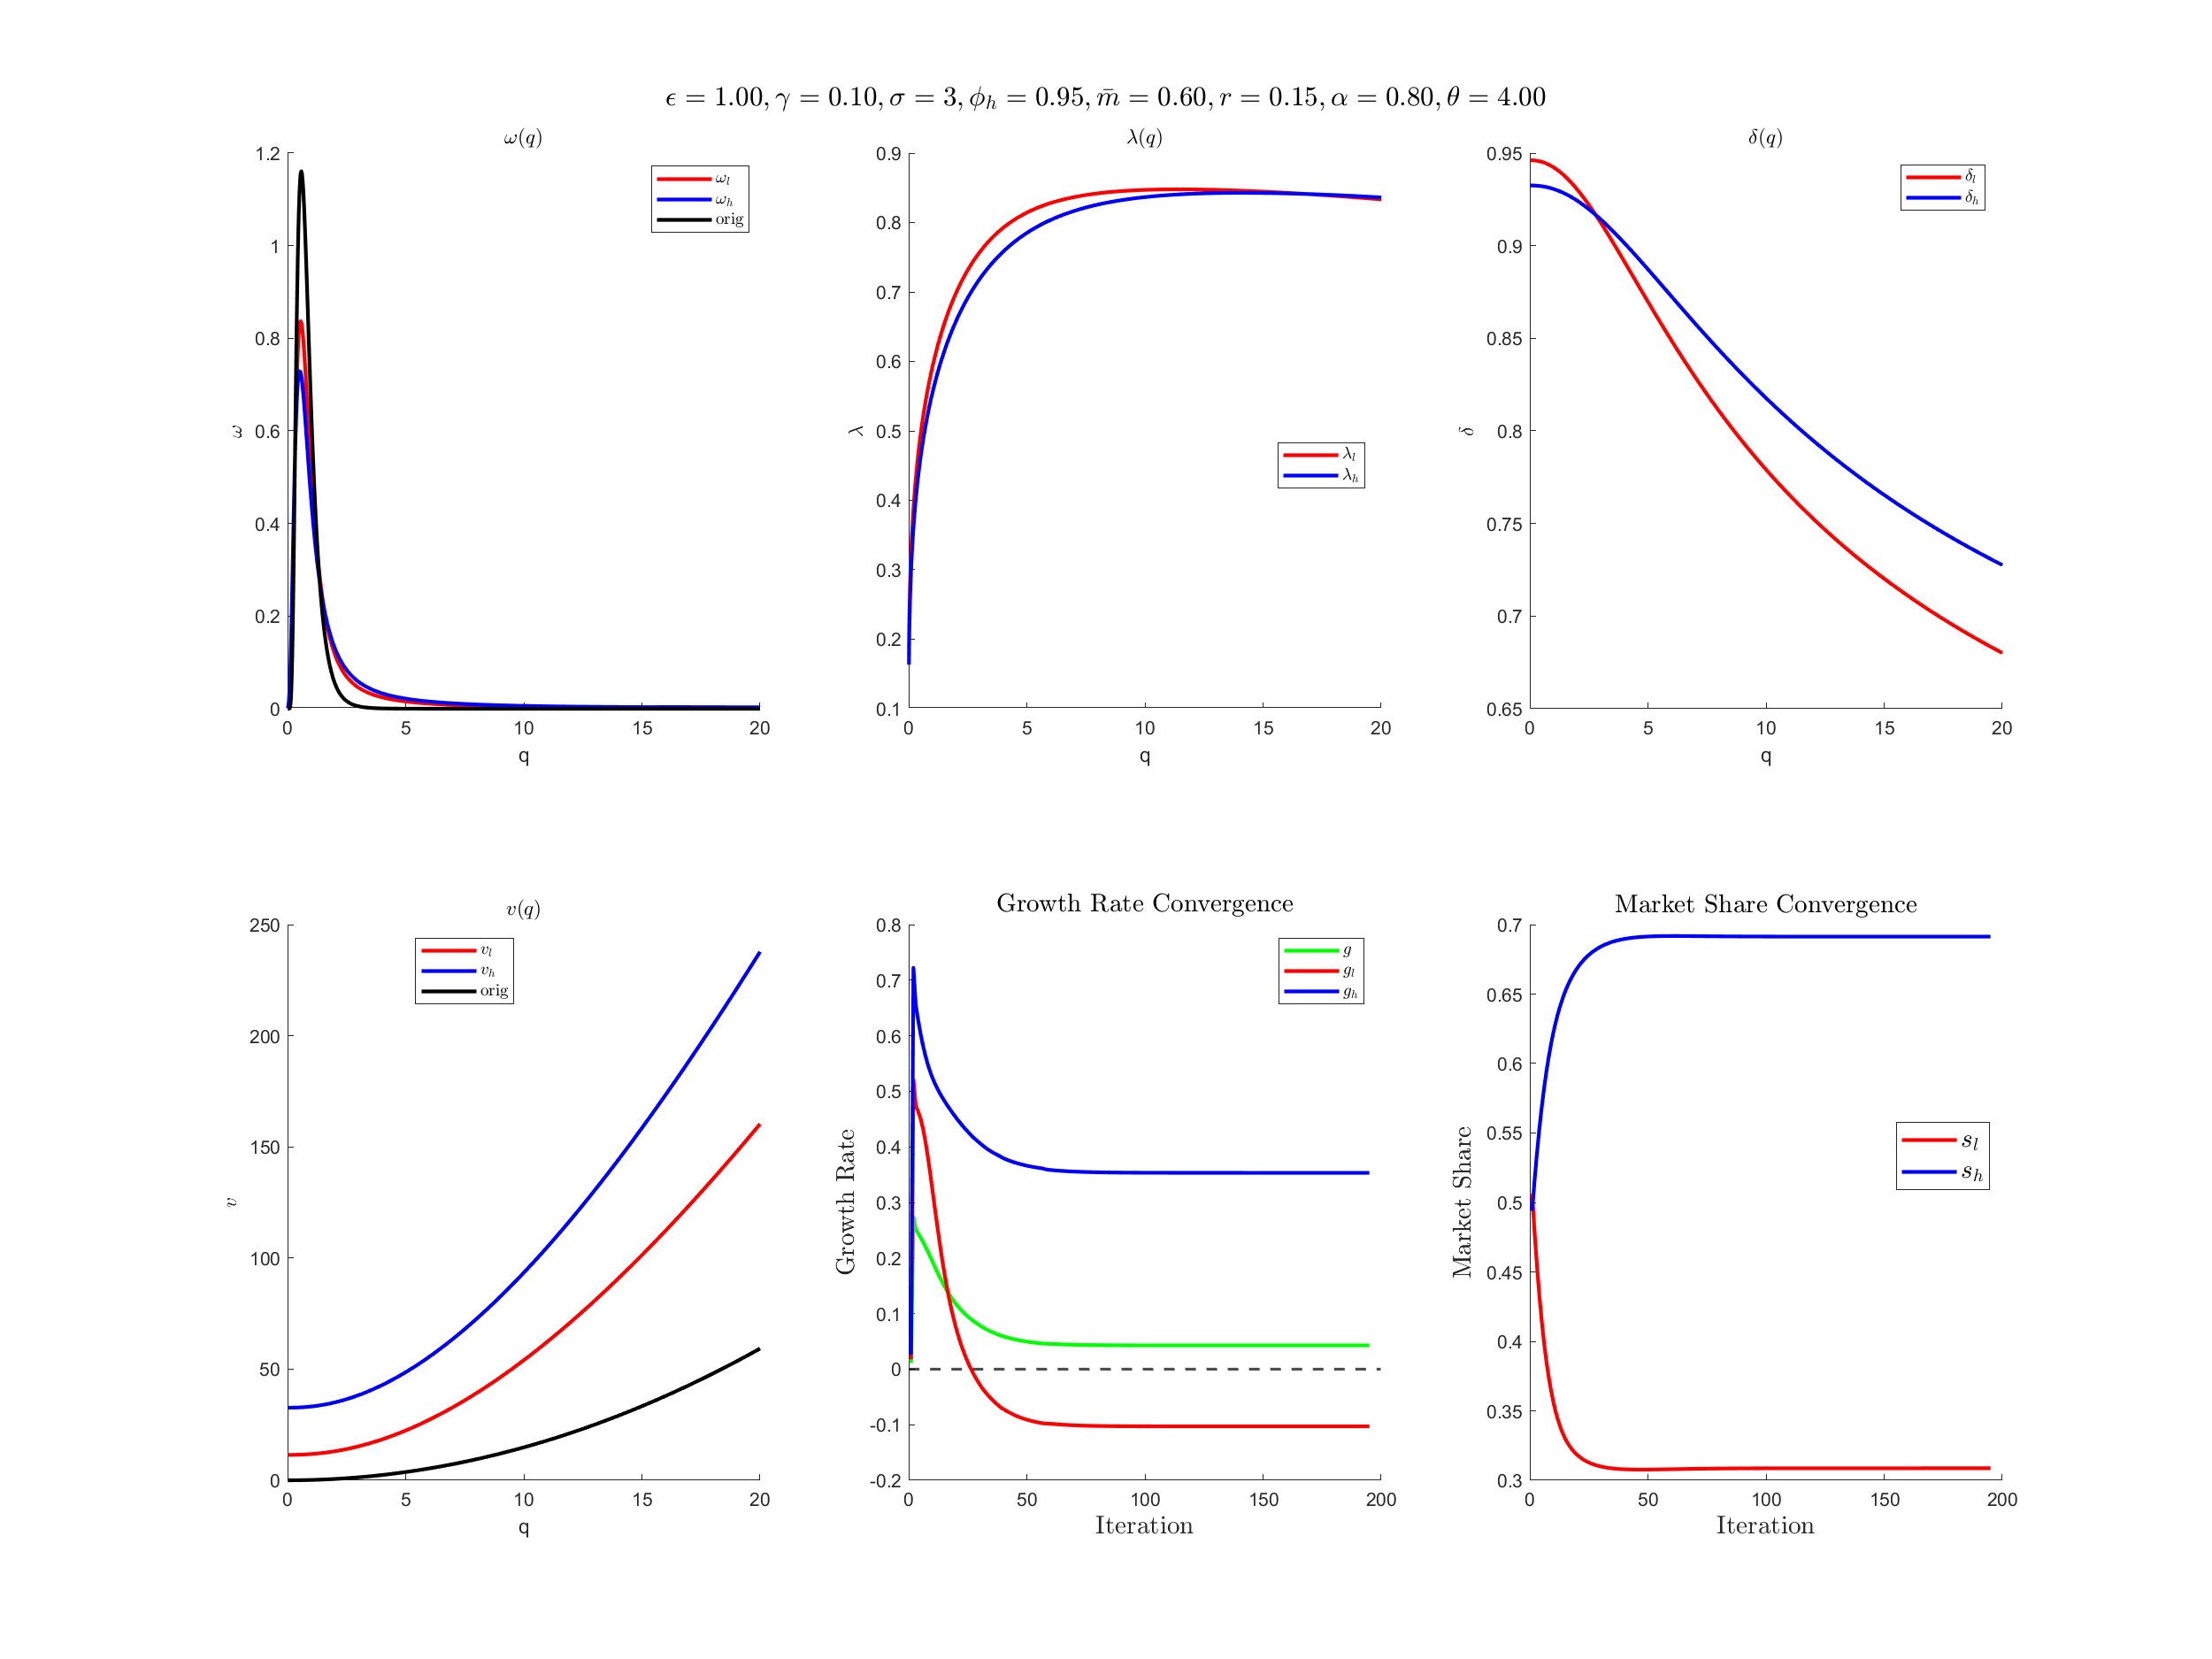 ϵ = 1.00, γ = 0.10, σ = 3, ϕ_h = 0.95, m̄ = 0.60, r = 0.15, α = 0.80, θ = 4.00
ω(q)
1.2
1
0.8
0.6
0.4
0.2
0
ω
0 5 10 15 20
q
ω_l
ω_h
orig
λ(q)
0.9
0.8
0.7
0.6
0.5
0.4
0.3
0.2
0.1
λ
0 5 10 15 20
q
λ_l
λ_h
δ(q)
0.95
0.9
0.85
0.8
0.75
0.7
0.65
δ
0 5 10 15 20
q
δ_l
δ_h
v(q)
250
200
150
100
50
0
v
0 5 10 15 20
q
v_l
v_h
orig
Growth Rate Convergence
0.8
0.7
0.6
0.5
0.4
0.3
0.2
0.1
0
-0.1
-0.2
Growth Rate
0 50 100 150 200
Iteration
g
g_l
g_h
Market Share Convergence
0.7
0.65
0.6
0.55
0.5
0.45
0.4
0.35
0.3
Market Share
0 50 100 150 200
Iteration
s_l
s_h